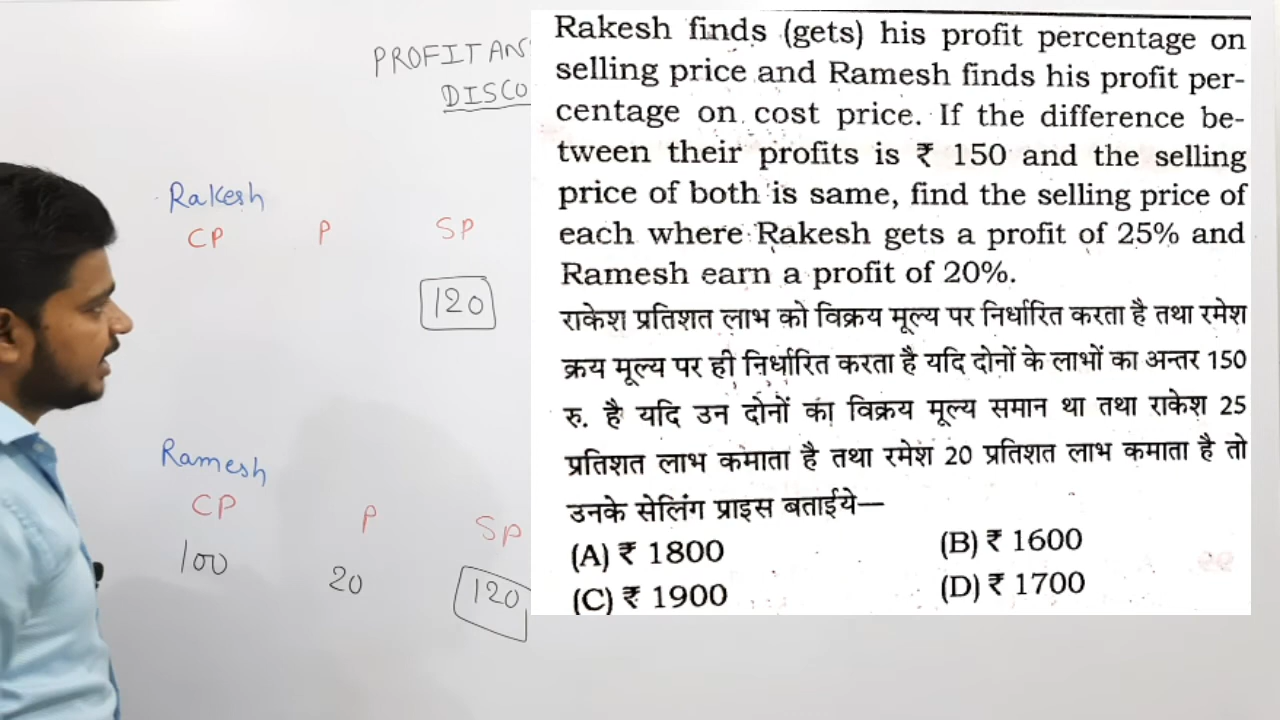 PROFIT AN
DISCO
Rakesh
CP P SP
120
Ramesh
CP P SP
100 20 120
Rakesh finds (gets) his profit percentage on
selling price and Ramesh finds his profit per-
centage on cost price. If the difference be-
tween their profits is ₹ 150 and the selling
price of both is same, find the selling price of
each where Rakesh gets a profit of 25% and
Ramesh earn a profit of 20%.
राकेश प्रतिशत लाभ को विक्रय मूल्य पर निर्धारित करता है तथा रमेश
क्रय मूल्य पर ही निर्धारित करता है यदि दोनों के लाभों का अन्तर 150
रु. है यदि उन दोनों का विक्रय मूल्य समान था तथा राकेश 25
प्रतिशत लाभ कमाता है तथा रमेश 20 प्रतिशत लाभ कमाता है तो
उनके सेलिंग प्राइस बताईये—
(A) ₹ 1800 (B) ₹ 1600
(C) ₹ 1900 (D) ₹ 1700